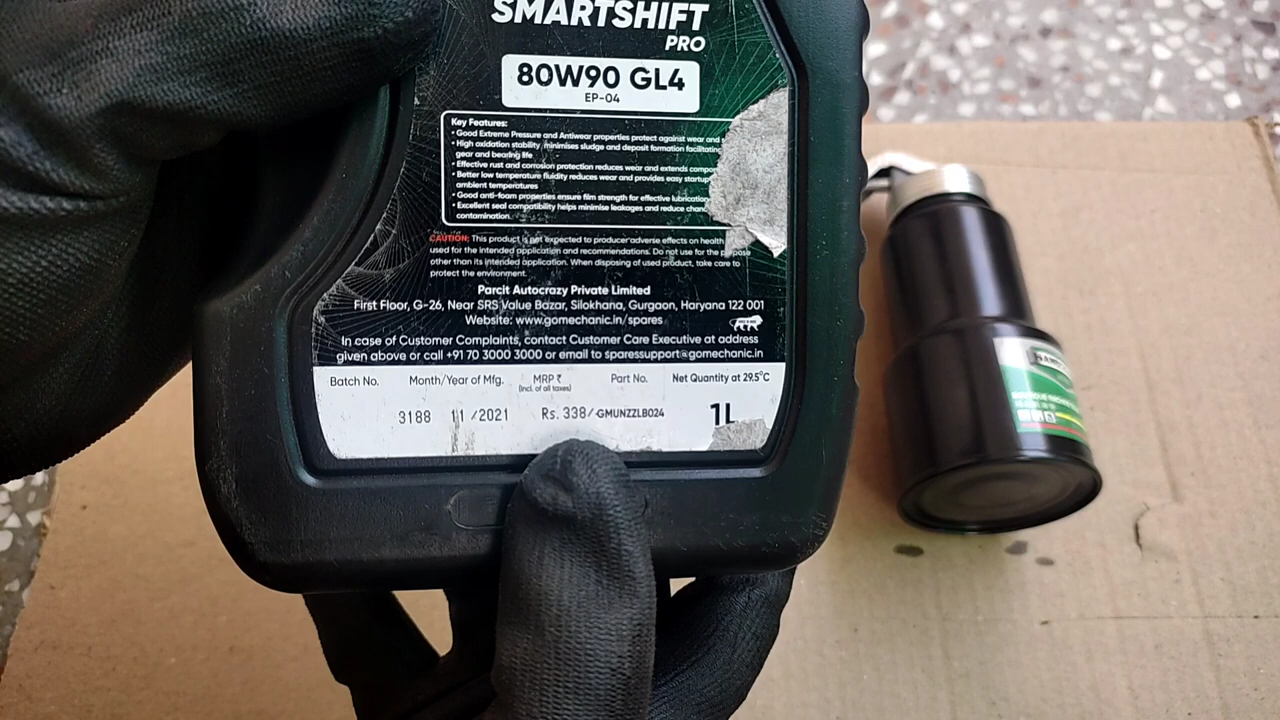 SMARTSHIFT
PRO
80W90 GL4
EP-04
Key Features:
• Good Extreme Pressure and Antiwear properties protect against wear and
• High oxidation stability minimises sludge and deposit formation facilitating
gear and bearing life
• Effective rust and corrosion protection reduces wear and extends
• Better low temperature fluidity reduces wear and provides easy startup
ambient temperatures
• Good anti-foam properties ensure film strength for effective lubrication
• Excellent seal compatibility helps minimise leakages and reduce
contamination.
CAUTION: This product is not expected to producer adverse effects on health
used for the intended application and recommendations. Do not use for the purpose
other than its intended application. When disposing of used product, take care to
protect the environment.
Parcit Autocrazy Private Limited
First Floor, G-26, Near SRS Value Bazar, Silokhana, Gurgaon, Haryana 122 001
Website: www.gomechanic.in/spares
In case of Customer Complaints, contact Customer Care Executive at address
given above or call +91 70 3000 3000 or email to sparessupport@gomechanic.in
Batch No. Month/Year of Mfg. MRP ₹ Part No. Net Quantity at 29.5°C
(Incl. of all taxes)
3188 11/2021 Rs. 338/- GMUNZZLB024 1L